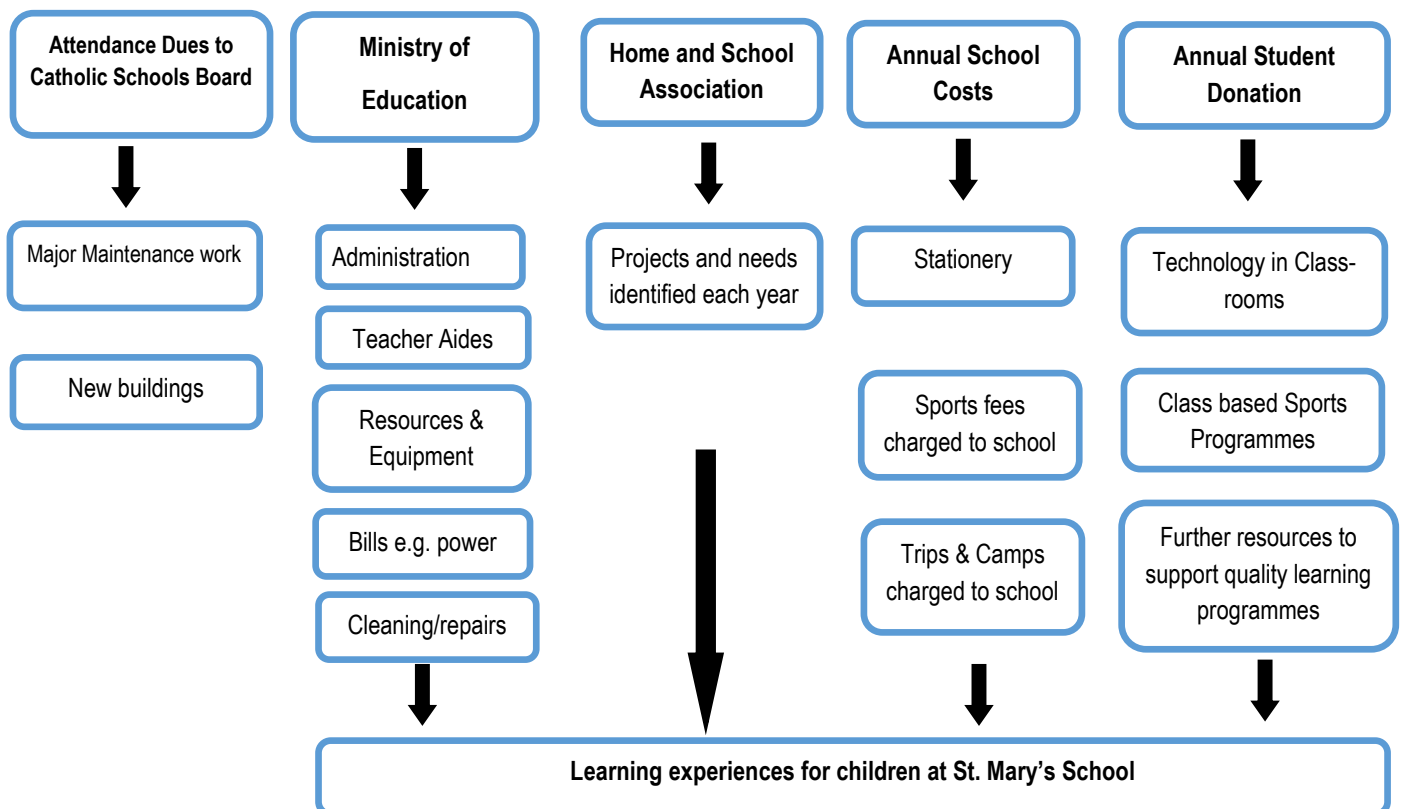 Attendance Dues to
Catholic Schools Board
Ministry of
Education
Home and School
Association
Annual School
Costs
Annual Student
Donation
Major Maintenance work
New buildings
Administration
Teacher Aides
Resources &
Equipment
Bills e.g. power
Cleaning/repairs
Projects and needs
identified each year
Stationery
Sports fees
charged to school
Trips & Camps
charged to school
Technology in Class-
rooms
Class based Sports
Programmes
Further resources to
support quality learning
programmes
Learning experiences for children at St. Mary’s School